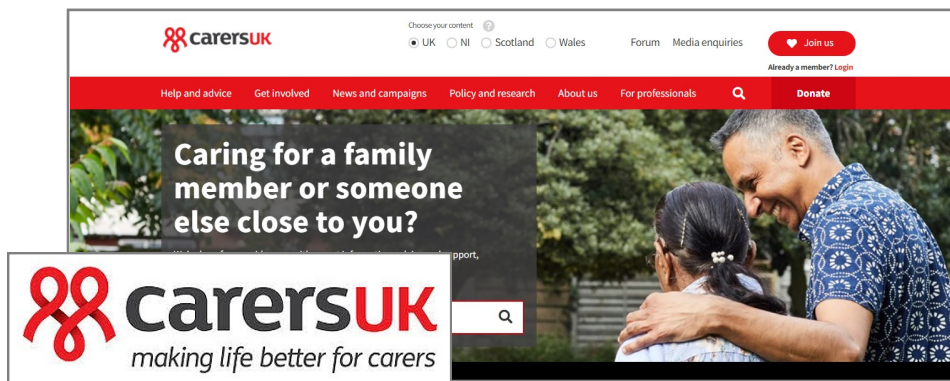 Choose your content ?
carersUK
UK NI Scotland Wales
Forum Media enquiries
Join us
Already a member? Login
Help and advice Get involved News and campaigns Policy and research About us For professionals Donate
Caring for a family
member or someone
else close to you?
pport,
carersUK
making life better for carers